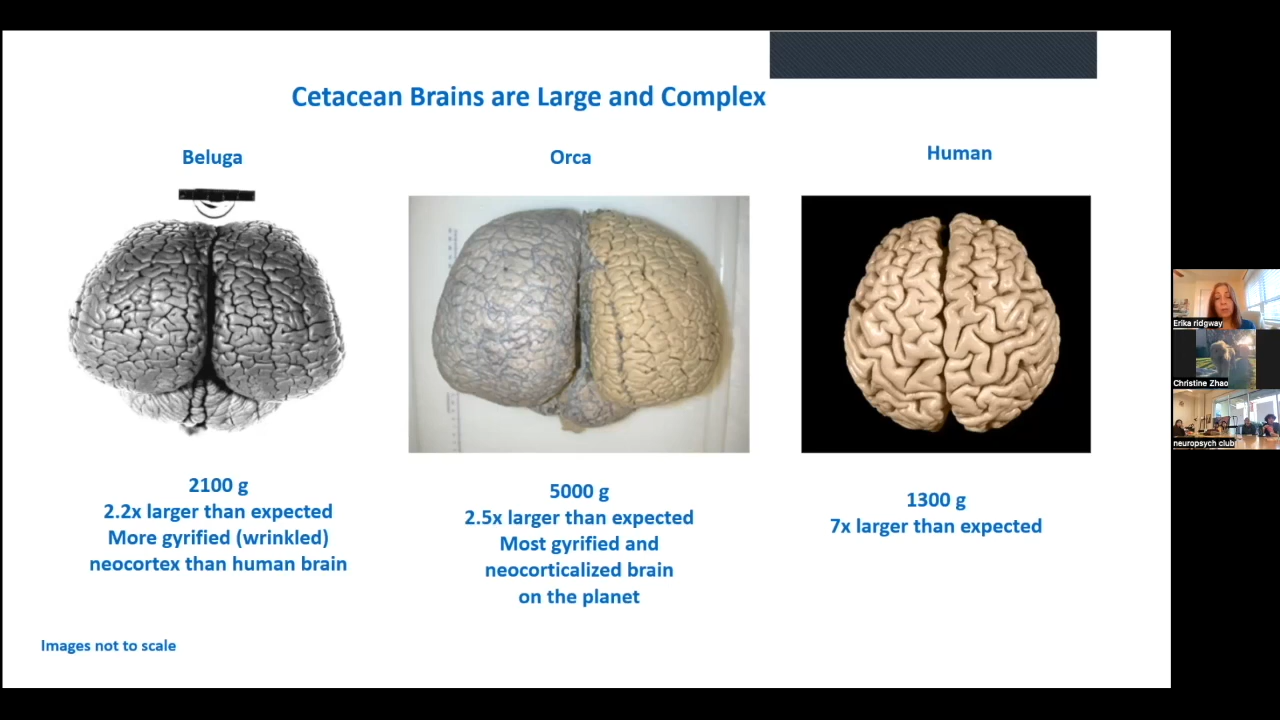 Cetacean Brains are Large and Complex
Beluga
Orca
Human
2100 g
2.2x larger than expected
More gyrified (wrinkled)
neocortex than human brain
5000 g
2.5x larger than expected
Most gyrified and
neocorticalized brain
on the planet
1300 g
7x larger than expected
Images not to scale
Erika ridgway
Christine Zhao
neuropsych club